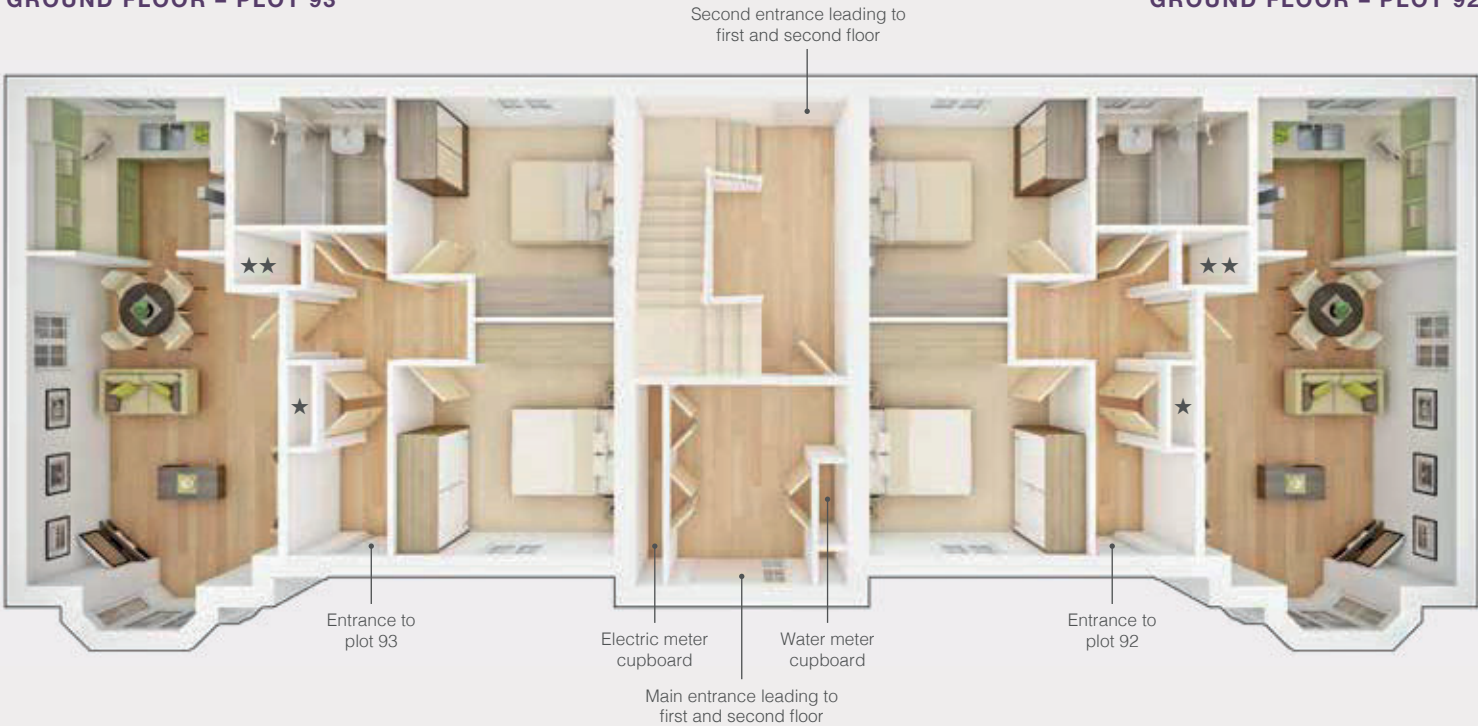 GROUND FLOOR – PLOT 93
GROUND FLOOR – PLOT 92
Second entrance leading to
first and second floor
★★
★★
★
★
Entrance to
plot 93
Electric meter
cupboard
Main entrance leading to
first and second floor
Water meter
cupboard
Entrance to
plot 92